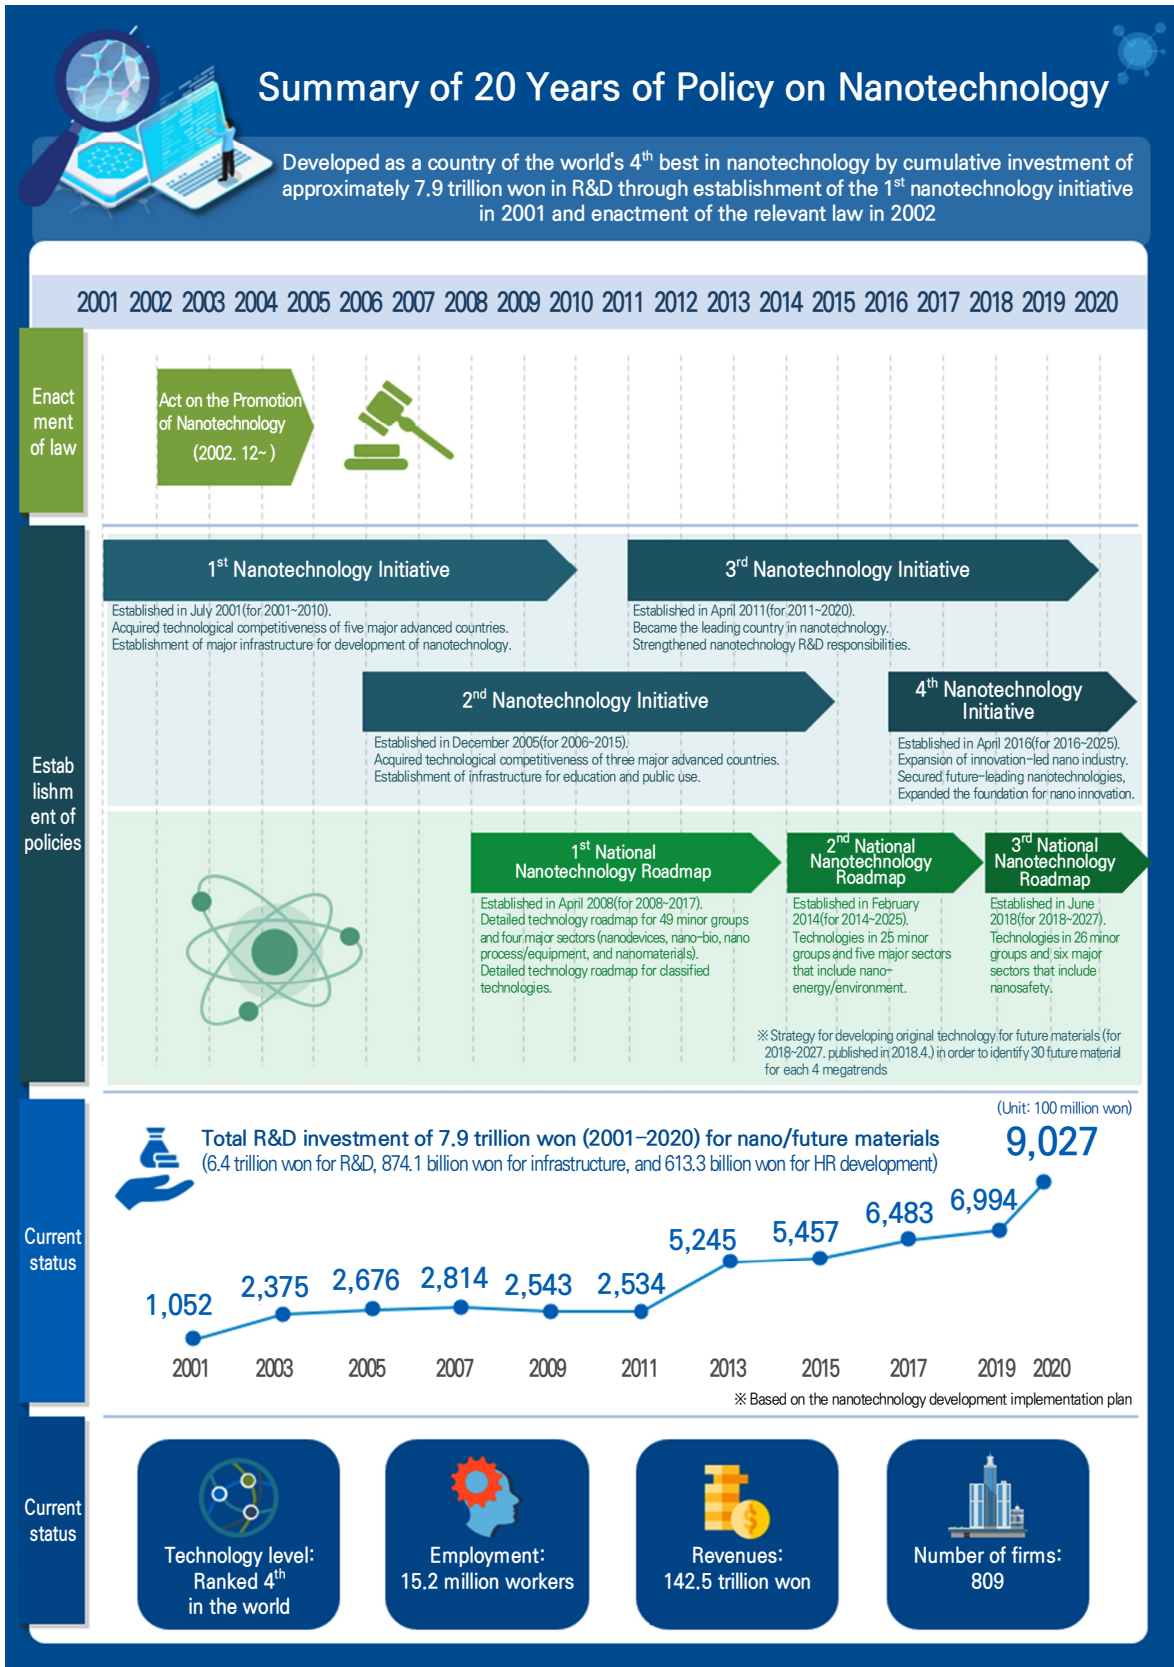 Summary of 20 Years of Policy on Nanotechnology
Developed as a country of the world's 4th best in nanotechnology by cumulative investment of
approximately 7.9 trillion won in R&D through establishment of the 1st nanotechnology initiative
in 2001 and enactment of the relevant law in 2002
2001 2002 2003 2004 2005 2006 2007 2008 2009 2010 2011 2012 2013 2014 2015 2016 2017 2018 2019 2020
Enact
ment
of law
Act on the Promotion
of Nanotechnology
(2002. 12~ )
Estab
lishm
ent of
policies
1st Nanotechnology Initiative
Established in July 2001(for 2001~2010).
Acquired technological competitiveness of five major advanced countries.
Establishment of major infrastructure for development of nanotechnology.
3rd Nanotechnology Initiative
Established in April 2011(for 2011~2020).
Became the leading country in nanotechnology.
Strengthened nanotechnology R&D responsibilities.
2nd Nanotechnology Initiative
Established in December 2005(for 2006~2015).
Acquired technological competitiveness of three major advanced countries.
Establishment of infrastructure for education and public use.
4th Nanotechnology
Initiative
Established in April 2016(for 2016~2025).
Expansion of innovation-led nano industry.
Secured future-leading nanotechnologies,
Expanded the foundation for nano innovation.
1st National
Nanotechnology Roadmap
Established in April 2008(for 2008~2017).
Detailed technology roadmap for 49 minor groups
and four major sectors (nanodevices, nano-bio, nano
process/equipment, and nanomaterials).
Detailed technology roadmap for classified
technologies.
2nd National
Nanotechnology
Roadmap
Established in February
2014(for 2014~2025).
Technologies in 25 minor
groups and five major sectors
that include nano-
energy/environment.
3rd National
Nanotechnology
Roadmap
Established in June
2018(for 2018~2027).
Technologies in 26 minor
groups and six major
sectors that include
nanosafety.
※ Strategy for developing original technology for future materials (for
2018~2027. published in 2018.4.) in order to identify 30 future material
for each 4 megatrends
Current
status
(Unit: 100 million won)
Total R&D investment of 7.9 trillion won (2001-2020) for nano/future materials
(6.4 trillion won for R&D, 874.1 billion won for infrastructure, and 613.3 billion won for HR development)
1,052 2,375 2,676 2,814 2,543 2,534 5,245 5,457 6,483 6,994 9,027
2001 2003 2005 2007 2009 2011 2013 2015 2017 2019 2020
※ Based on the nanotechnology development implementation plan
Current
status
Technology level:
Ranked 4th
in the world
Employment:
15.2 million workers
Revenues:
142.5 trillion won
Number of firms:
809